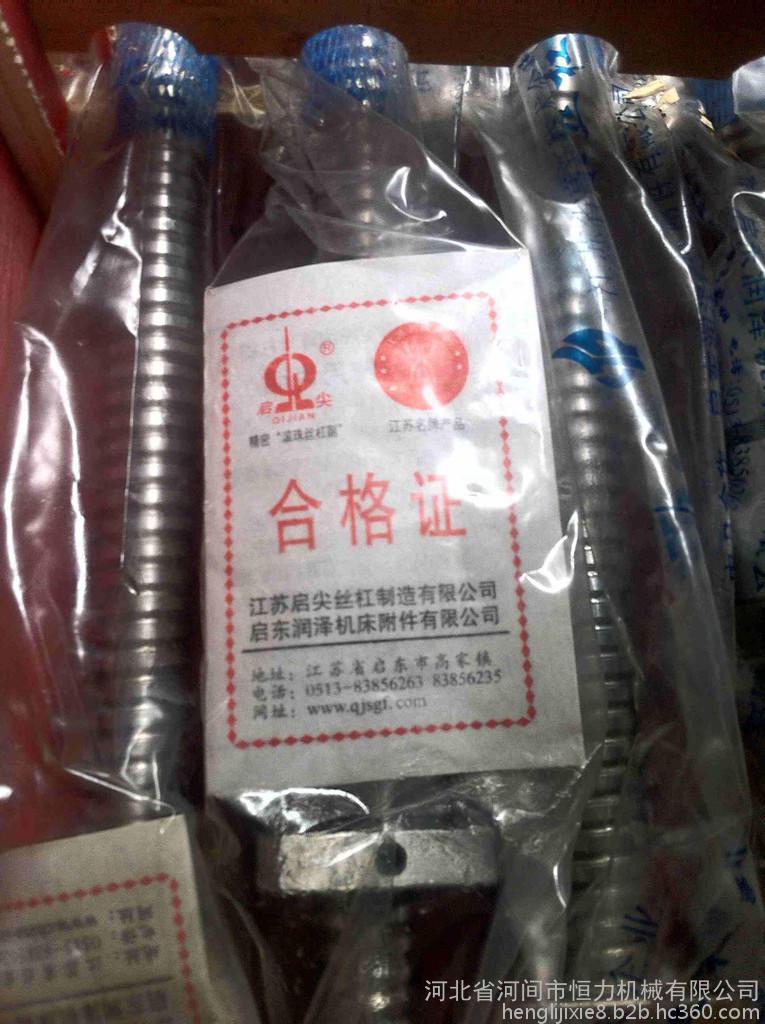 启 尖 ®
QIJIAN
精密“滚珠丝杠副”
江苏名牌产品
合格证
江苏启尖丝杠制造有限公司
启东润泽机床附件有限公司
地址：江苏省启东市高家镇
电话：0513-83856263 83856235
网址：www.qjsgf.com
河北省河间市恒力机械有限公司
henglijixie8.b2b.hc360.com